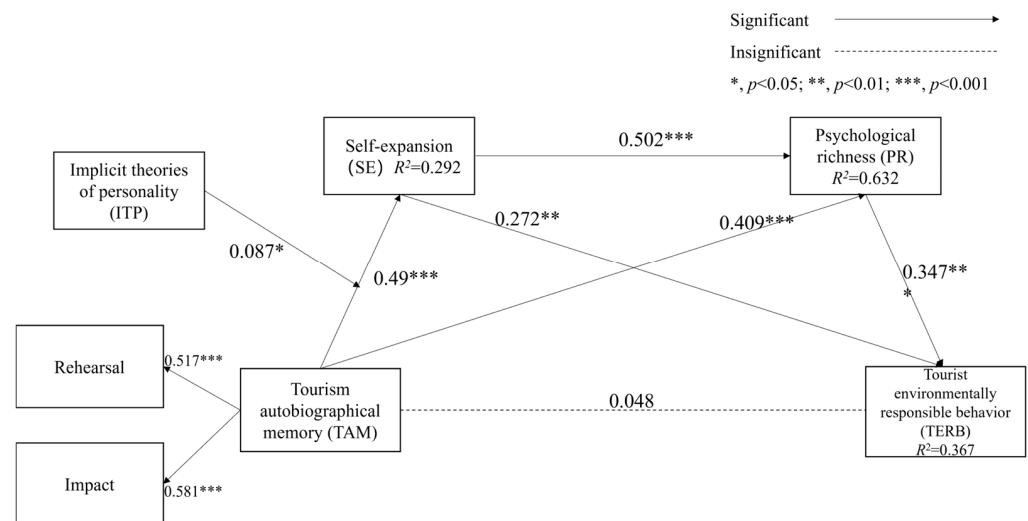 Significant
Insignificant
*, p<0.05; **, p<0.01; ***, p<0.001
Self-expansion
(SE) R²=0.292
0.502***
Psychological
richness (PR)
R²=0.632
Implicit theories
of personality
(ITP)
0.087*
0.49***
0.272**
0.409***
0.347**
*
Rehearsal
0.517***
Tourism
autobiographical
memory (TAM)
0.048
Tourist
environmentally
responsible behavior
(TERB)
R²=0.367
Impact
0.581***